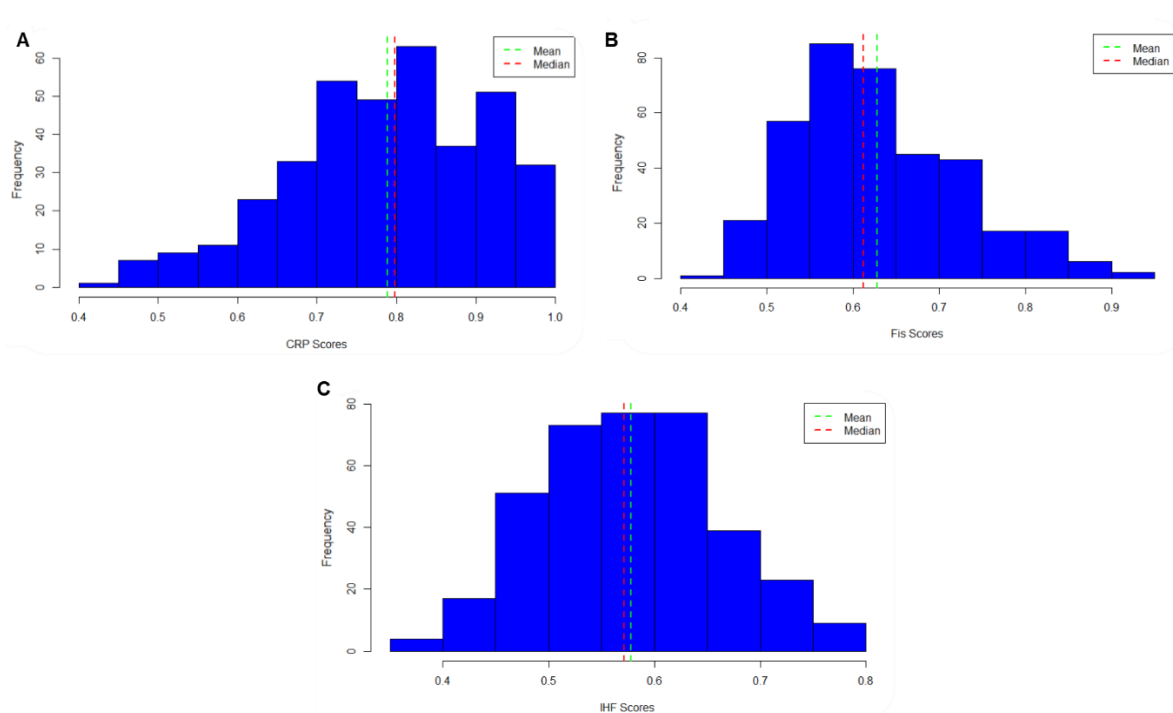 A
Mean
Median
Frequency
0 10 20 30 40 50 60
0.4 0.5 0.6 0.7 0.8 0.9 1.0
CRP Scores
B
Mean
Median
Frequency
0 20 40 60 80
0.4 0.5 0.6 0.7 0.8 0.9
Fis Scores
C
Mean
Median
Frequency
0 20 40 60 80
0.4 0.5 0.6 0.7 0.8
IHF Scores